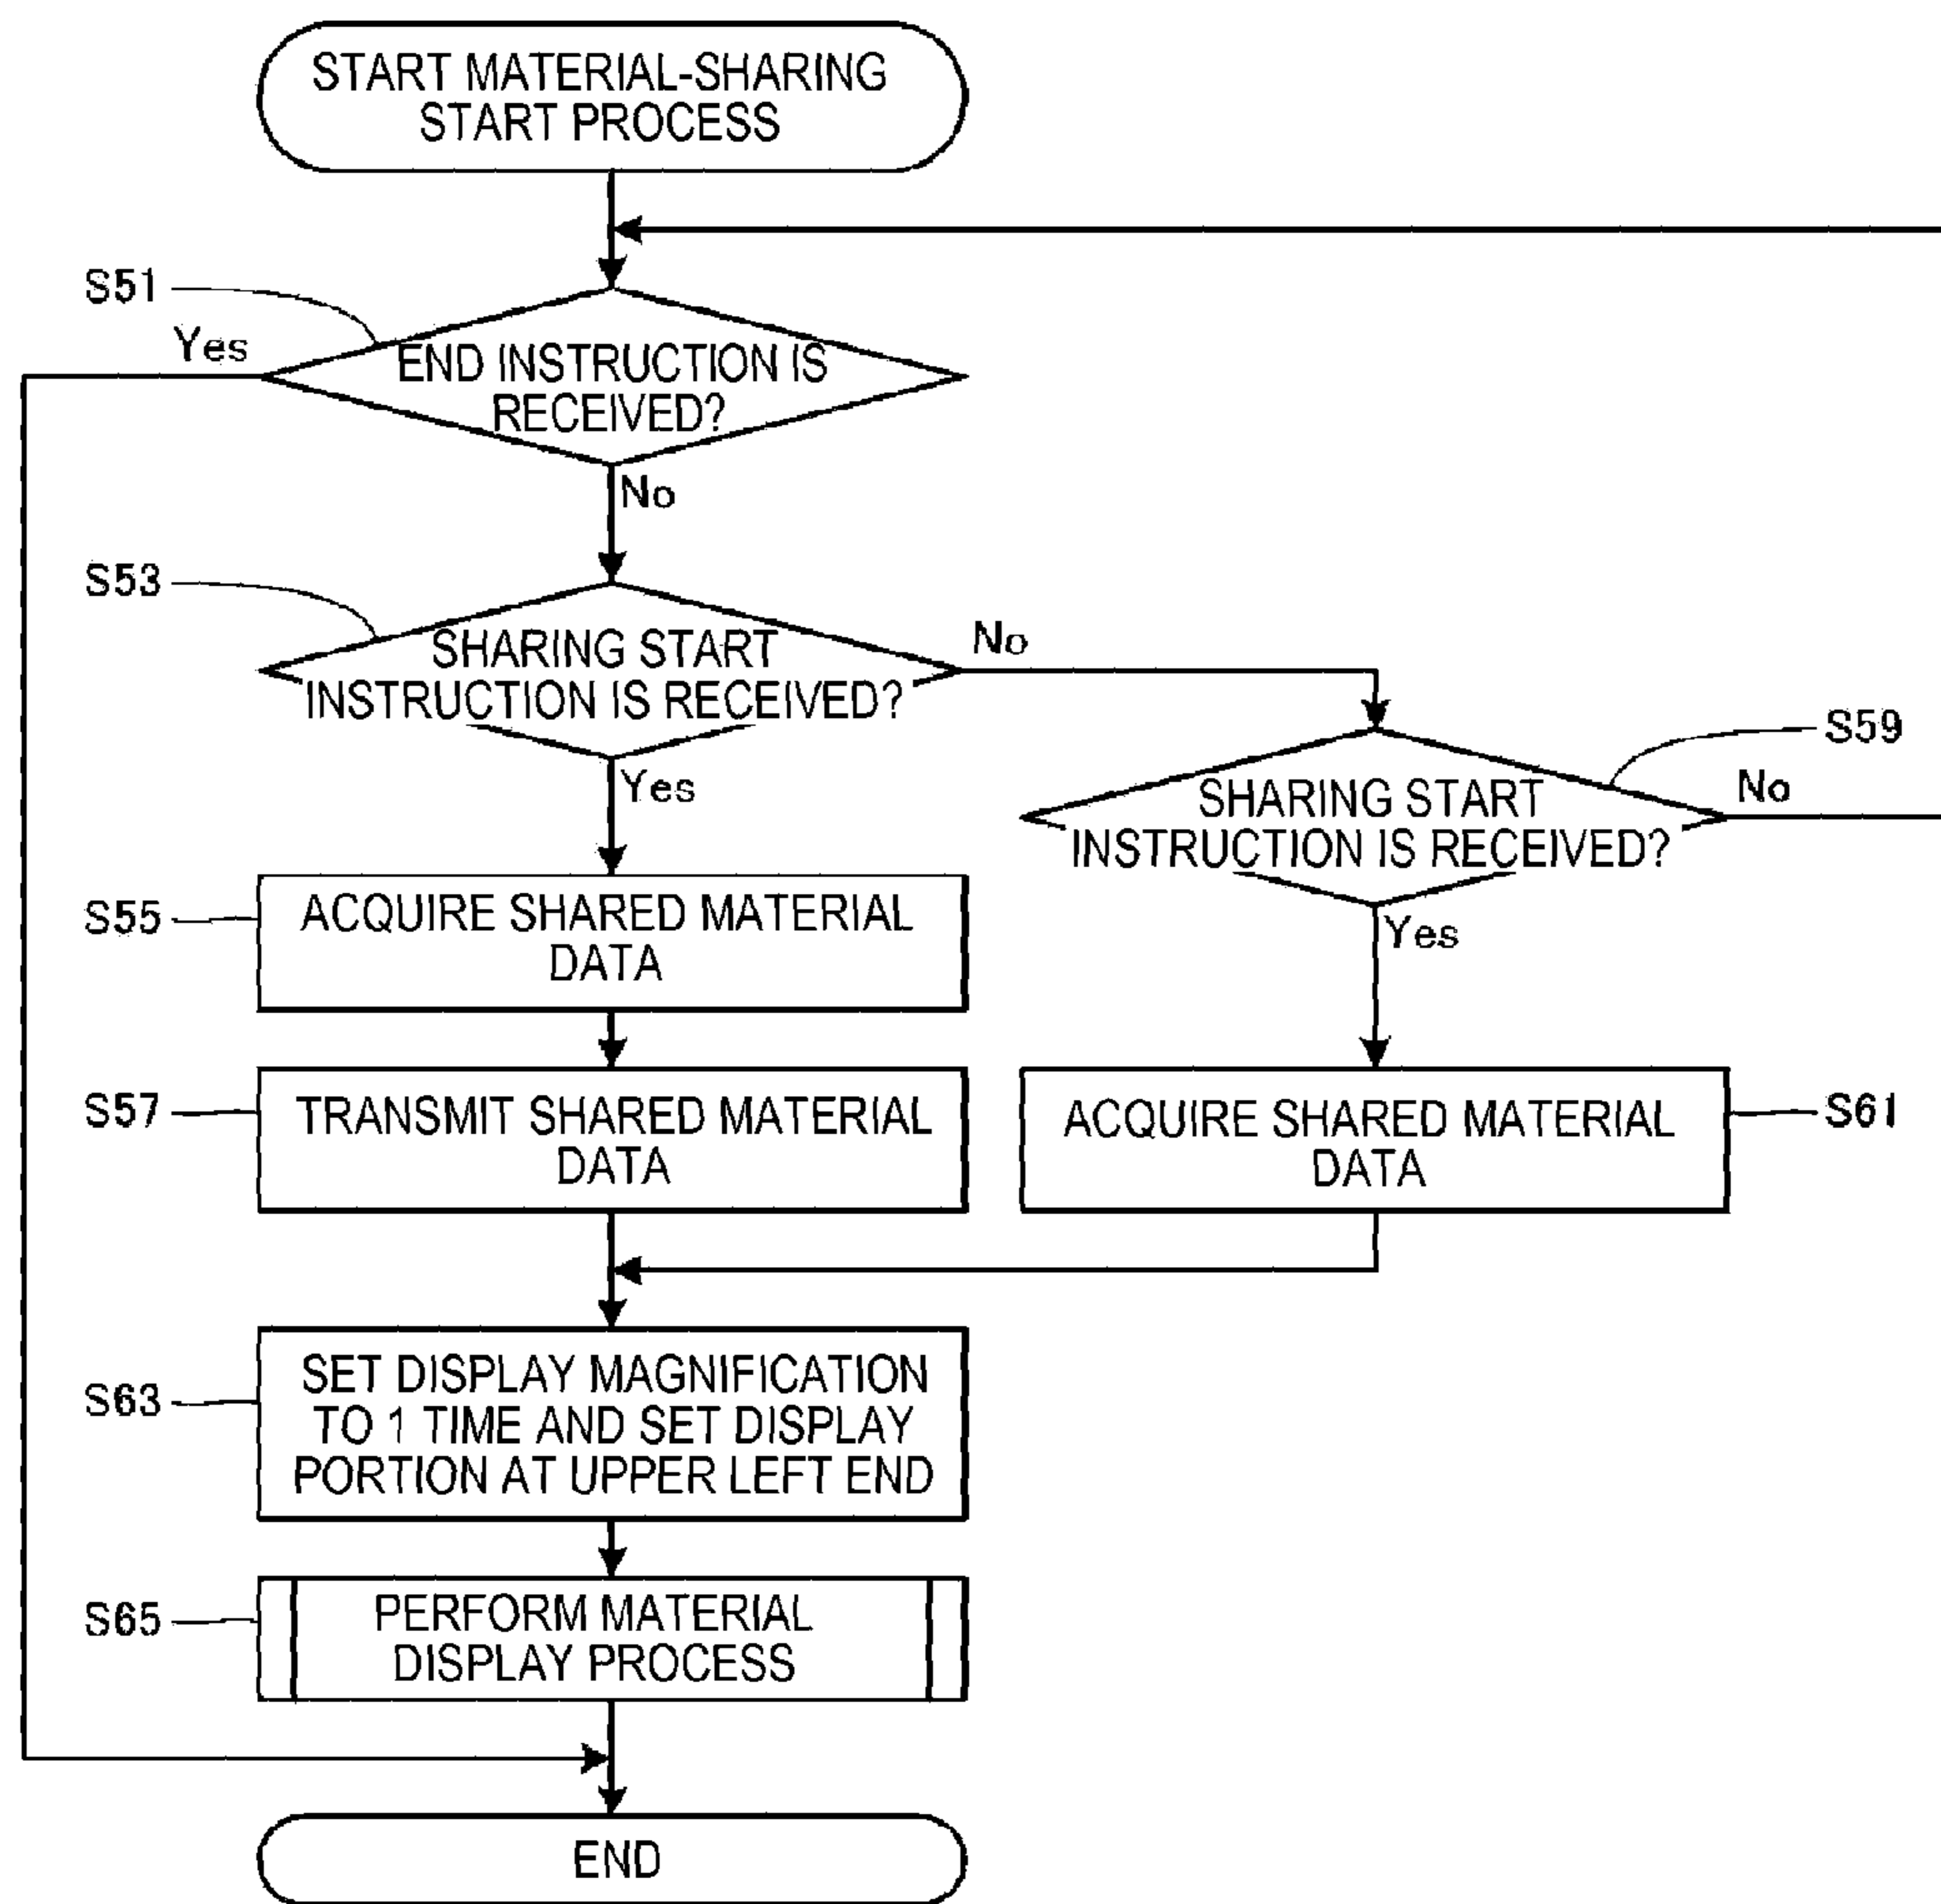 START MATERIAL-SHARING
START PROCESS
S51
Yes
END INSTRUCTION IS
RECEIVED?
No
S53
SHARING START
INSTRUCTION IS RECEIVED?
No
Yes
S59
SHARING START
INSTRUCTION IS RECEIVED?
No
Yes
S55
ACQUIRE SHARED MATERIAL
DATA
S57
TRANSMIT SHARED MATERIAL
DATA
ACQUIRE SHARED MATERIAL
DATA
S61
S63
SET DISPLAY MAGNIFICATION
TO 1 TIME AND SET DISPLAY
PORTION AT UPPER LEFT END
S65
PERFORM MATERIAL
DISPLAY PROCESS
END